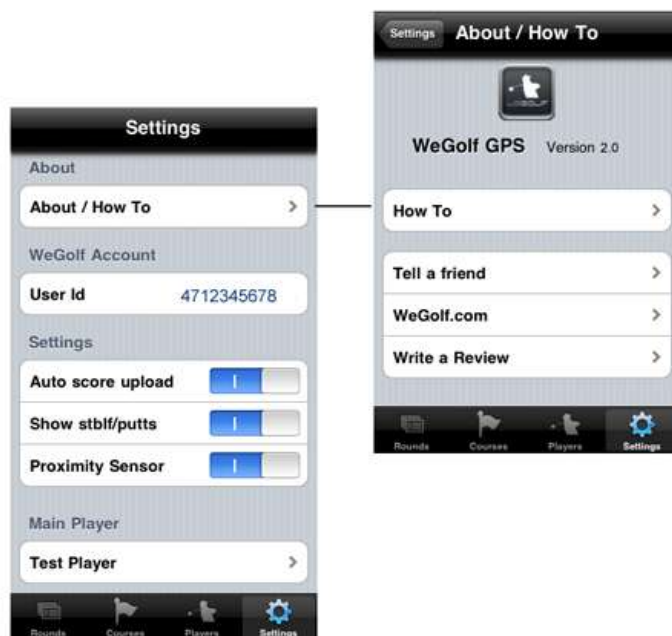 Settings
About
About / How To
WeGolf Account
User Id 4712345678
Settings
Auto score upload
Show stblf/putts
Proximity Sensor
Main Player
Test Player
Rounds Courses Players Settings
Settings About / How To
WEGOLF
WeGolf GPS Version 2.0
How To
Tell a friend
WeGolf.com
Write a Review
Rounds Courses Players Settings